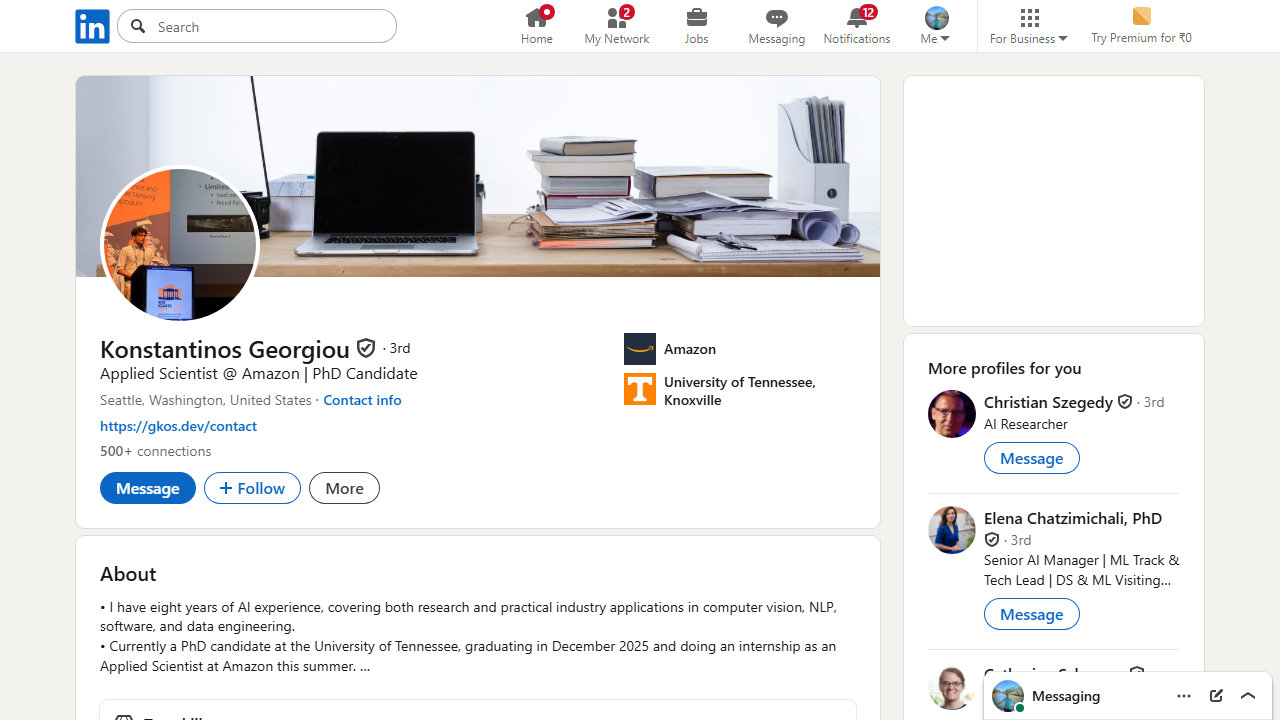 in
Search
Home
2
My Network
Jobs
Messaging
12
Notifications
Me
For Business
Try Premium for ₹0
Konstantinos Georgiou · 3rd
Applied Scientist @ Amazon | PhD Candidate
Seattle, Washington, United States · Contact info
https://gkos.dev/contact
500+ connections
Message
+ Follow
More
Amazon
University of Tennessee,
Knoxville
About
• I have eight years of AI experience, covering both research and practical industry applications in computer vision, NLP,
software, and data engineering.
• Currently a PhD candidate at the University of Tennessee, graduating in December 2025 and doing an internship as an
Applied Scientist at Amazon this summer. ...
More profiles for you
Christian Szegedy · 3rd
AI Researcher
Message
Elena Chatzimichali, PhD
· 3rd
Senior AI Manager | ML Track &
Tech Lead | DS & ML Visiting...
Message
Messaging